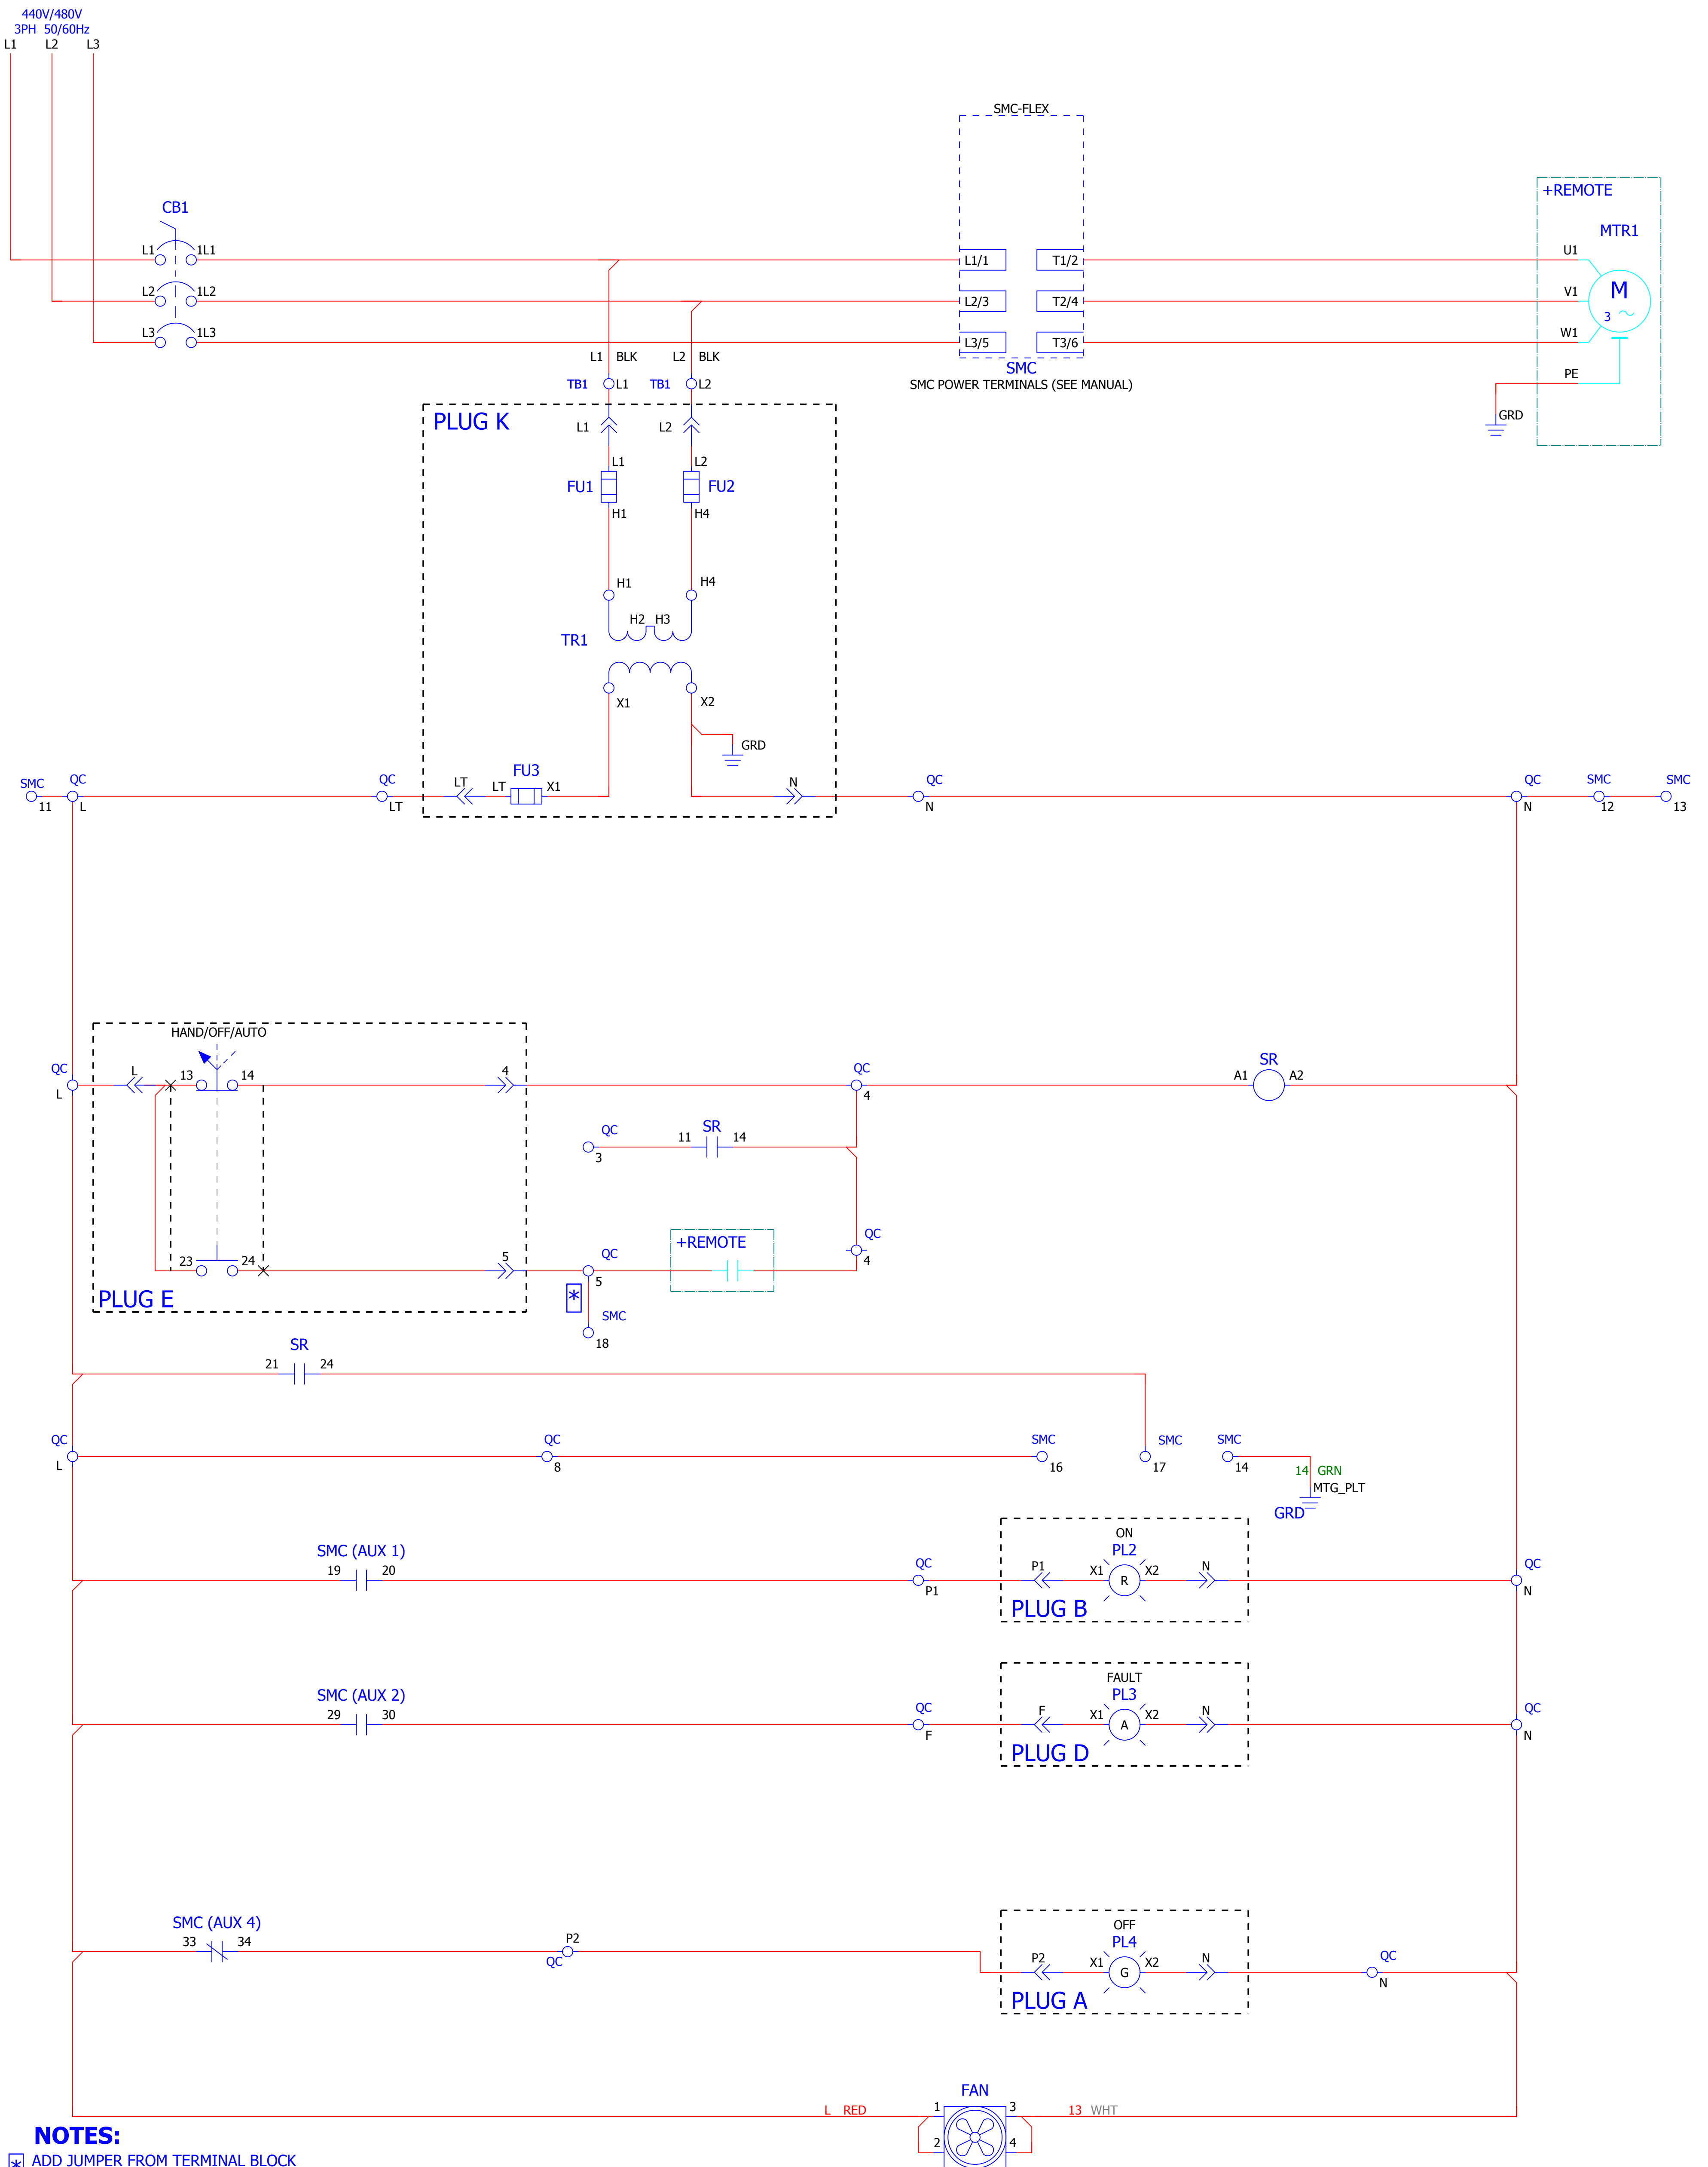 440V/480V
3PH 50/60Hz
L1 L2 L3
SMC-FLEX
+REMOTE
CB1
MTR1
L1 1L1
L1/1 T1/2
U1
L2 1L2
L2/3 T2/4
V1
M
3
L3 1L3
L3/5 T3/6
W1
L1 BLK L2 BLK
SMC
SMC POWER TERMINALS (SEE MANUAL)
PE
TB1 L1 TB1 L2
GRD
PLUG K
L1 L2
L1 L2
FU1 FU2
H1 H4
H1 H4
H2 H3
TR1
X1 X2
GRD
SMC QC QC LT LT FU3 X1 N QC QC SMC SMC
11 L LT N N 12 13
HAND/OFF/AUTO
QC L 13 14 4 QC SR
L 4 A1 A2
QC 11 SR 14
3
QC
4
+REMOTE
23 24 5 QC
5
PLUG E
*
SMC
18
SR
21 24
QC QC SMC SMC SMC
L 8 16 17 14
14 GRN
MTG_PLT
GRD
ON
SMC (AUX 1) PL2
19 20 QC P1 X1 R X2 N QC
P1 N
PLUG B
FAULT
SMC (AUX 2) PL3
29 30 QC F X1 A X2 N QC
F N
PLUG D
OFF
SMC (AUX 4) PL4
33 34 P2 P2 X1 G X2 N QC
QC N
PLUG A
FAN
L RED 1 3 13 WHT
2 4
NOTES:
* ADD JUMPER FROM TERMINAL BLOCK